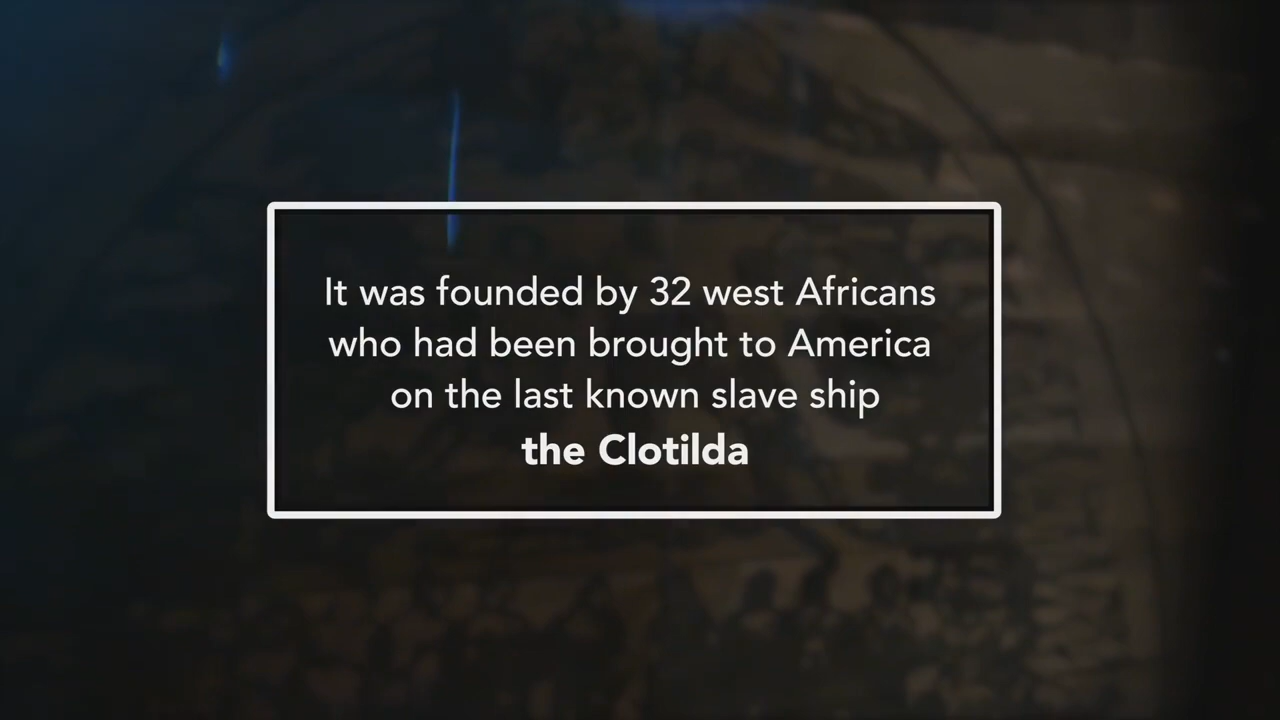 It was founded by 32 west Africans
who had been brought to America
on the last known slave ship
the Clotilda